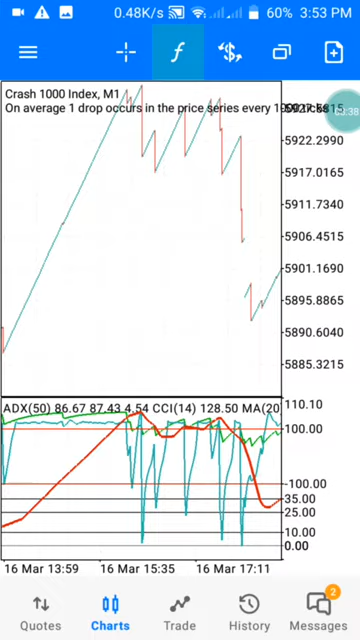 0.48K/s 60% 3:53 PM
f $
Crash 1000 Index, M1
On average 1 drop occurs in the price series every
:38
5922.2990
5917.0165
5911.7340
5906.4515
5901.1690
5895.8865
5890.6040
5885.3215
ADX(50) 86.67 87.43 4.54 CCI(14) 128.50 MA(20)
110.10
100.00
-100.00
35.00
25.00
10.00
0.00
16 Mar 13:59 16 Mar 15:35 16 Mar 17:11
2
Quotes Charts Trade History Messages